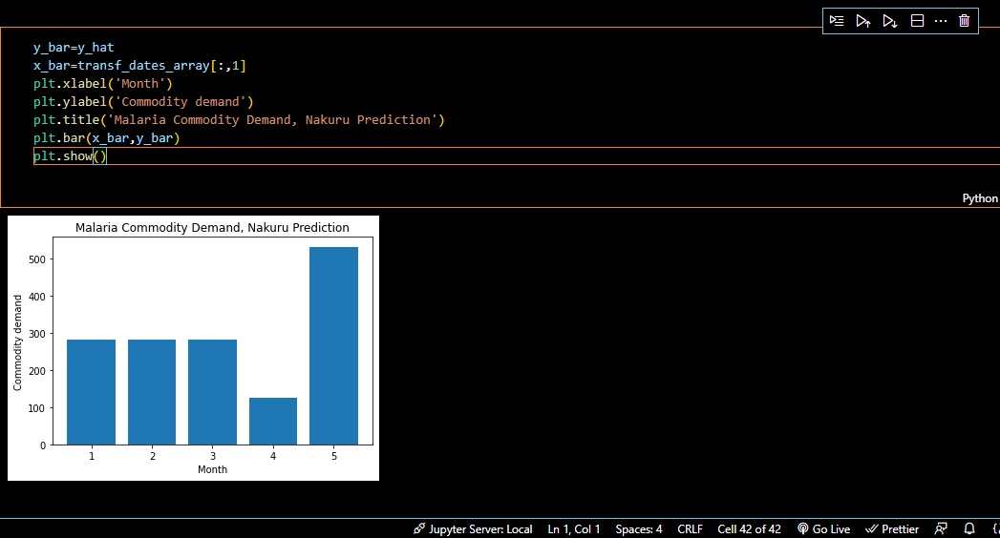 y_bar=y_hat
x_bar=transf_dates_array[:,1]
plt.xlabel('Month')
plt.ylabel('Commodity demand')
plt.title('Malaria Commodity Demand, Nakuru Prediction')
plt.bar(x_bar,y_bar)
plt.show()
Python
Malaria Commodity Demand, Nakuru Prediction
500
400
300
200
100
0
Commodity demand
1 2 3 4 5
Month
Jupyter Server: Local Ln 1, Col 1 Spaces: 4 CRLF Cell 42 of 42 Go Live Prettier